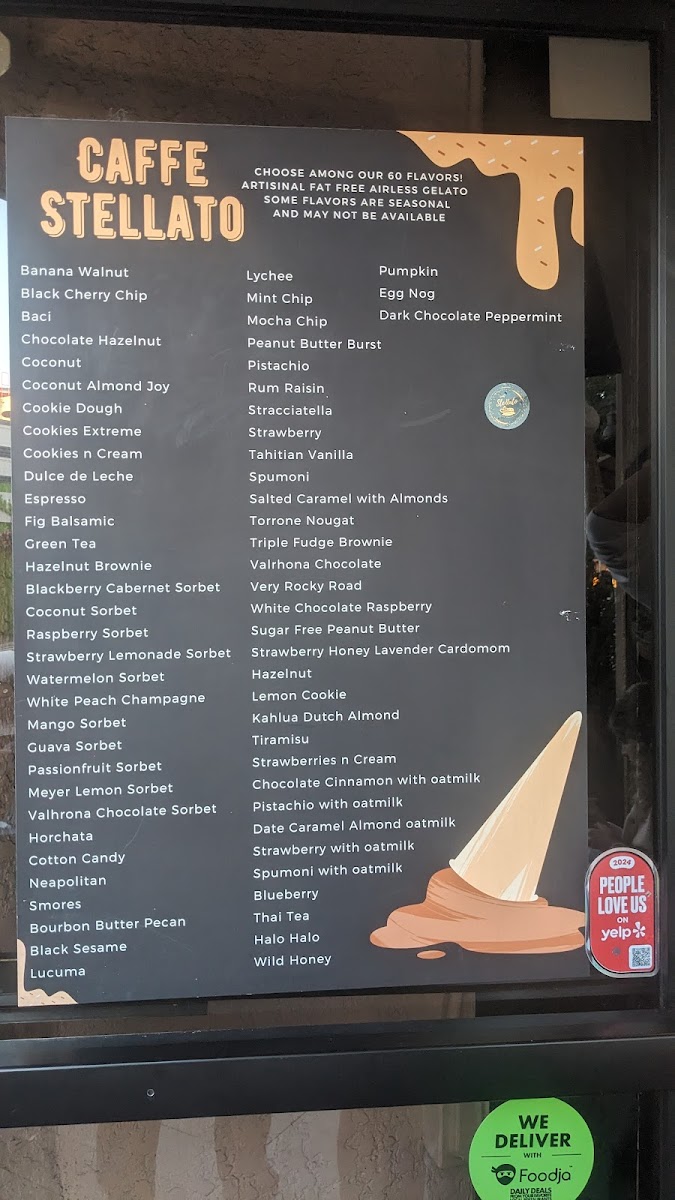 CAFFE
STELLATO
CHOOSE AMONG OUR 60 FLAVORS!
ARTISINAL FAT FREE AIRLESS GELATO
SOME FLAVORS ARE SEASONAL
AND MAY NOT BE AVAILABLE
Banana Walnut
Black Cherry Chip
Baci
Chocolate Hazelnut
Coconut
Coconut Almond Joy
Cookie Dough
Cookies Extreme
Cookies n Cream
Dulce de Leche
Espresso
Fig Balsamic
Green Tea
Hazelnut Brownie
Blackberry Cabernet Sorbet
Coconut Sorbet
Raspberry Sorbet
Strawberry Lemonade Sorbet
Watermelon Sorbet
White Peach Champagne
Mango Sorbet
Guava Sorbet
Passionfruit Sorbet
Meyer Lemon Sorbet
Valhrona Chocolate Sorbet
Horchata
Cotton Candy
Neapolitan
Smores
Bourbon Butter Pecan
Black Sesame
Lucuma
Lychee
Mint Chip
Mocha Chip
Peanut Butter Burst
Pistachio
Rum Raisin
Stracciatella
Strawberry
Tahitian Vanilla
Spumoni
Salted Caramel with Almonds
Torrone Nougat
Triple Fudge Brownie
Valrhona Chocolate
Very Rocky Road
White Chocolate Raspberry
Sugar Free Peanut Butter
Strawberry Honey Lavender Cardomom
Hazelnut
Lemon Cookie
Kahlua Dutch Almond
Tiramisu
Strawberries n Cream
Chocolate Cinnamon with oatmilk
Pistachio with oatmilk
Date Caramel Almond oatmilk
Strawberry with oatmilk
Spumoni with oatmilk
Blueberry
Thai Tea
Halo Halo
Wild Honey
Pumpkin
Egg Nog
Dark Chocolate Peppermint
Stellato
2024
PEOPLE
LOVE US
ON
yelp
WE
DELIVER
WITH
Foodja
DAILY DEALS
FROM YOUR FAVORITE